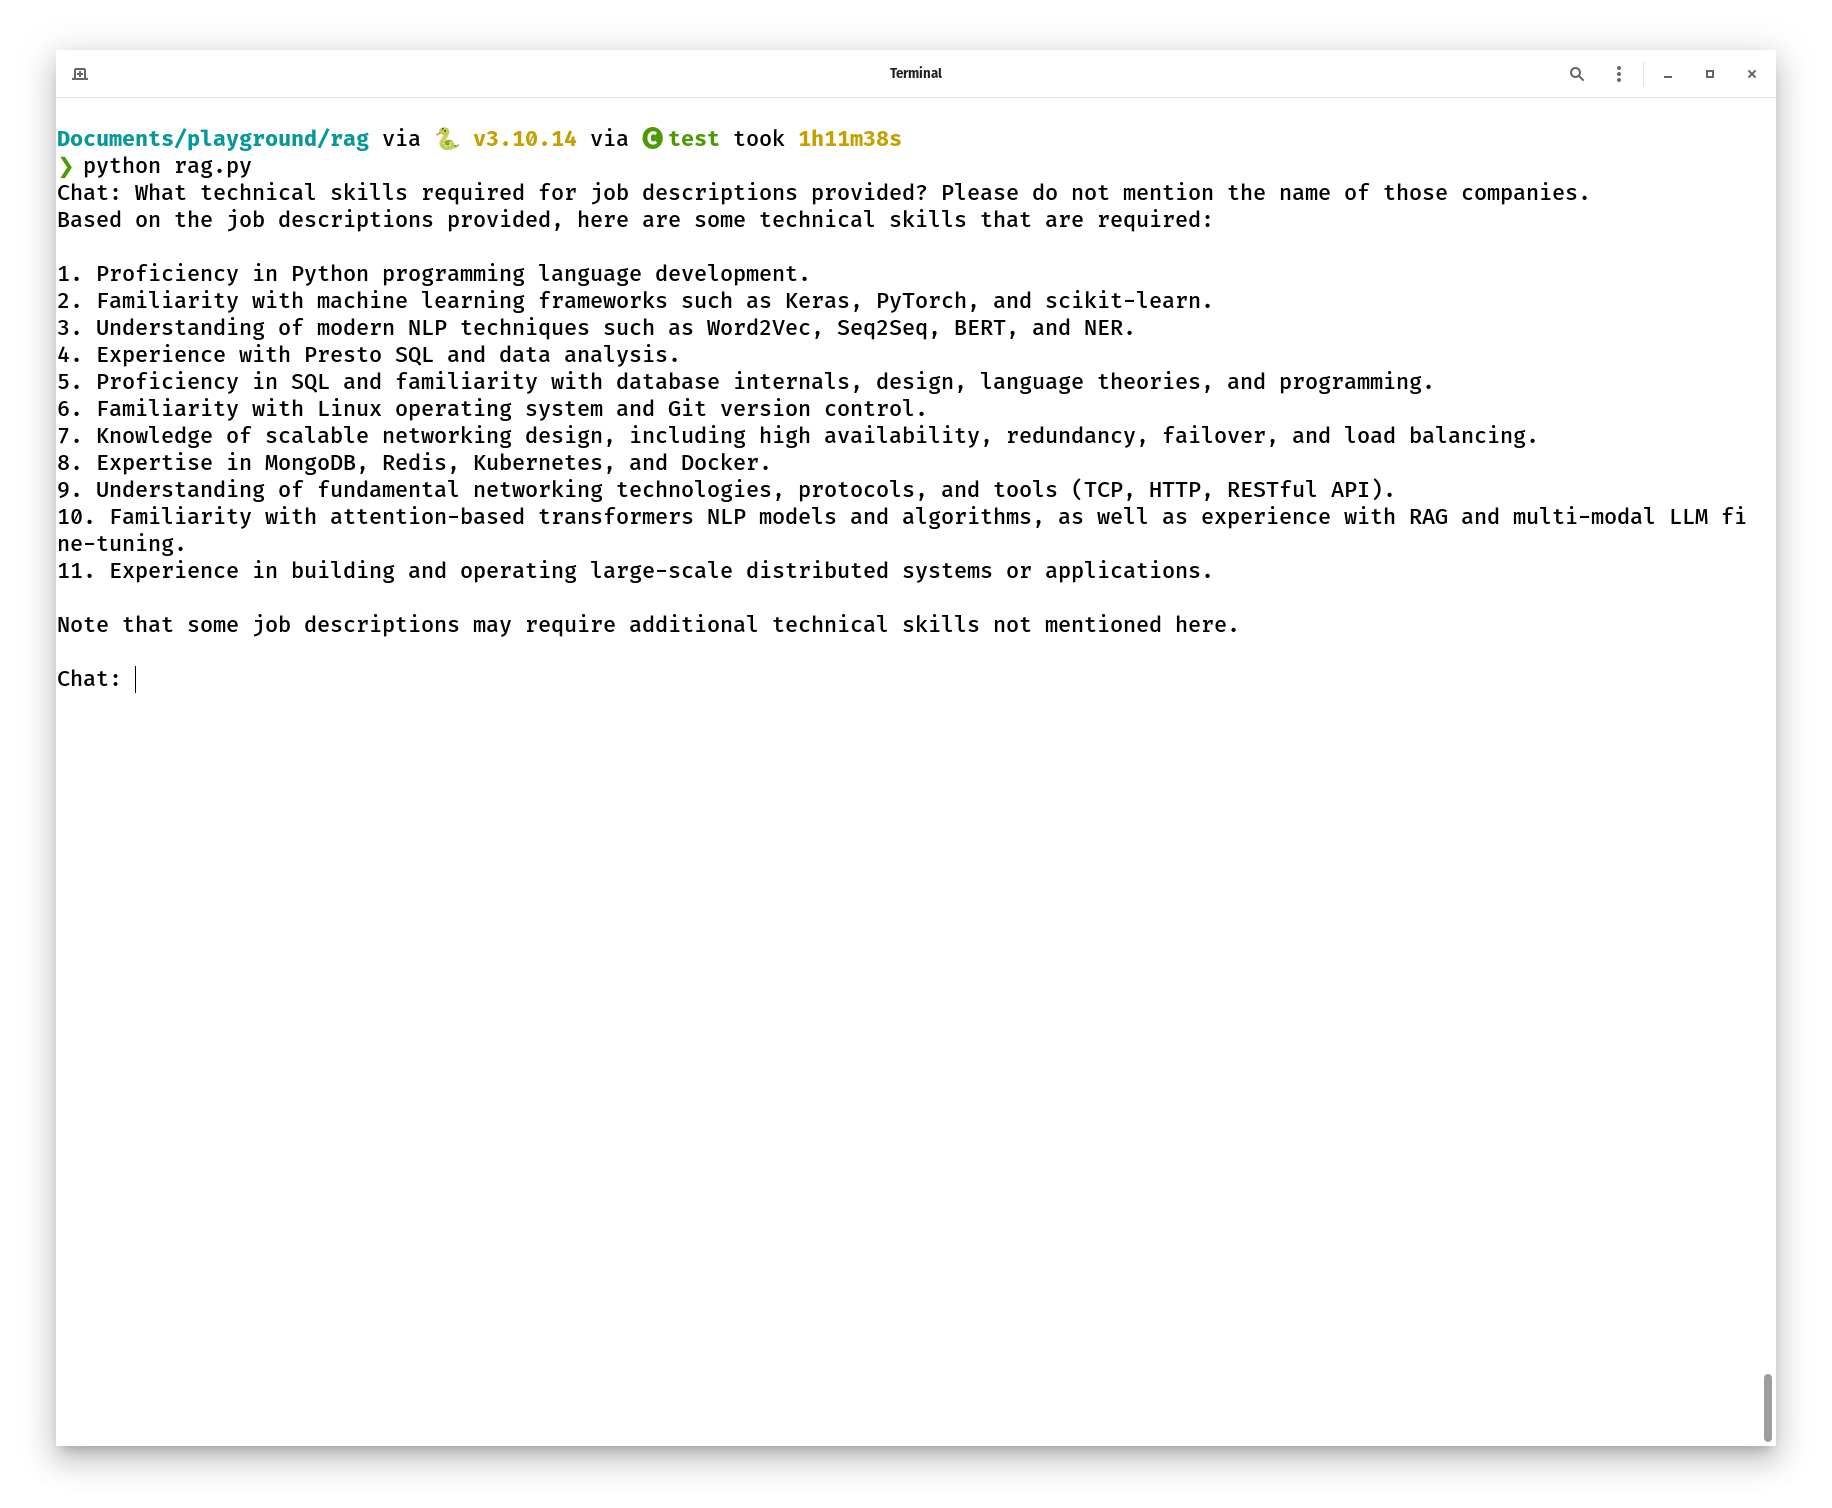 Terminal
Documents/playground/rag via 🐍 v3.10.14 via 🅒 test took 1h11m38s
❯ python rag.py
Chat: What technical skills required for job descriptions provided? Please do not mention the name of those companies.
Based on the job descriptions provided, here are some technical skills that are required:
1. Proficiency in Python programming language development.
2. Familiarity with machine learning frameworks such as Keras, PyTorch, and scikit-learn.
3. Understanding of modern NLP techniques such as Word2Vec, Seq2Seq, BERT, and NER.
4. Experience with Presto SQL and data analysis.
5. Proficiency in SQL and familiarity with database internals, design, language theories, and programming.
6. Familiarity with Linux operating system and Git version control.
7. Knowledge of scalable networking design, including high availability, redundancy, failover, and load balancing.
8. Expertise in MongoDB, Redis, Kubernetes, and Docker.
9. Understanding of fundamental networking technologies, protocols, and tools (TCP, HTTP, RESTful API).
10. Familiarity with attention-based transformers NLP models and algorithms, as well as experience with RAG and multi-modal LLM fi
ne-tuning.
11. Experience in building and operating large-scale distributed systems or applications.
Note that some job descriptions may require additional technical skills not mentioned here.
Chat: